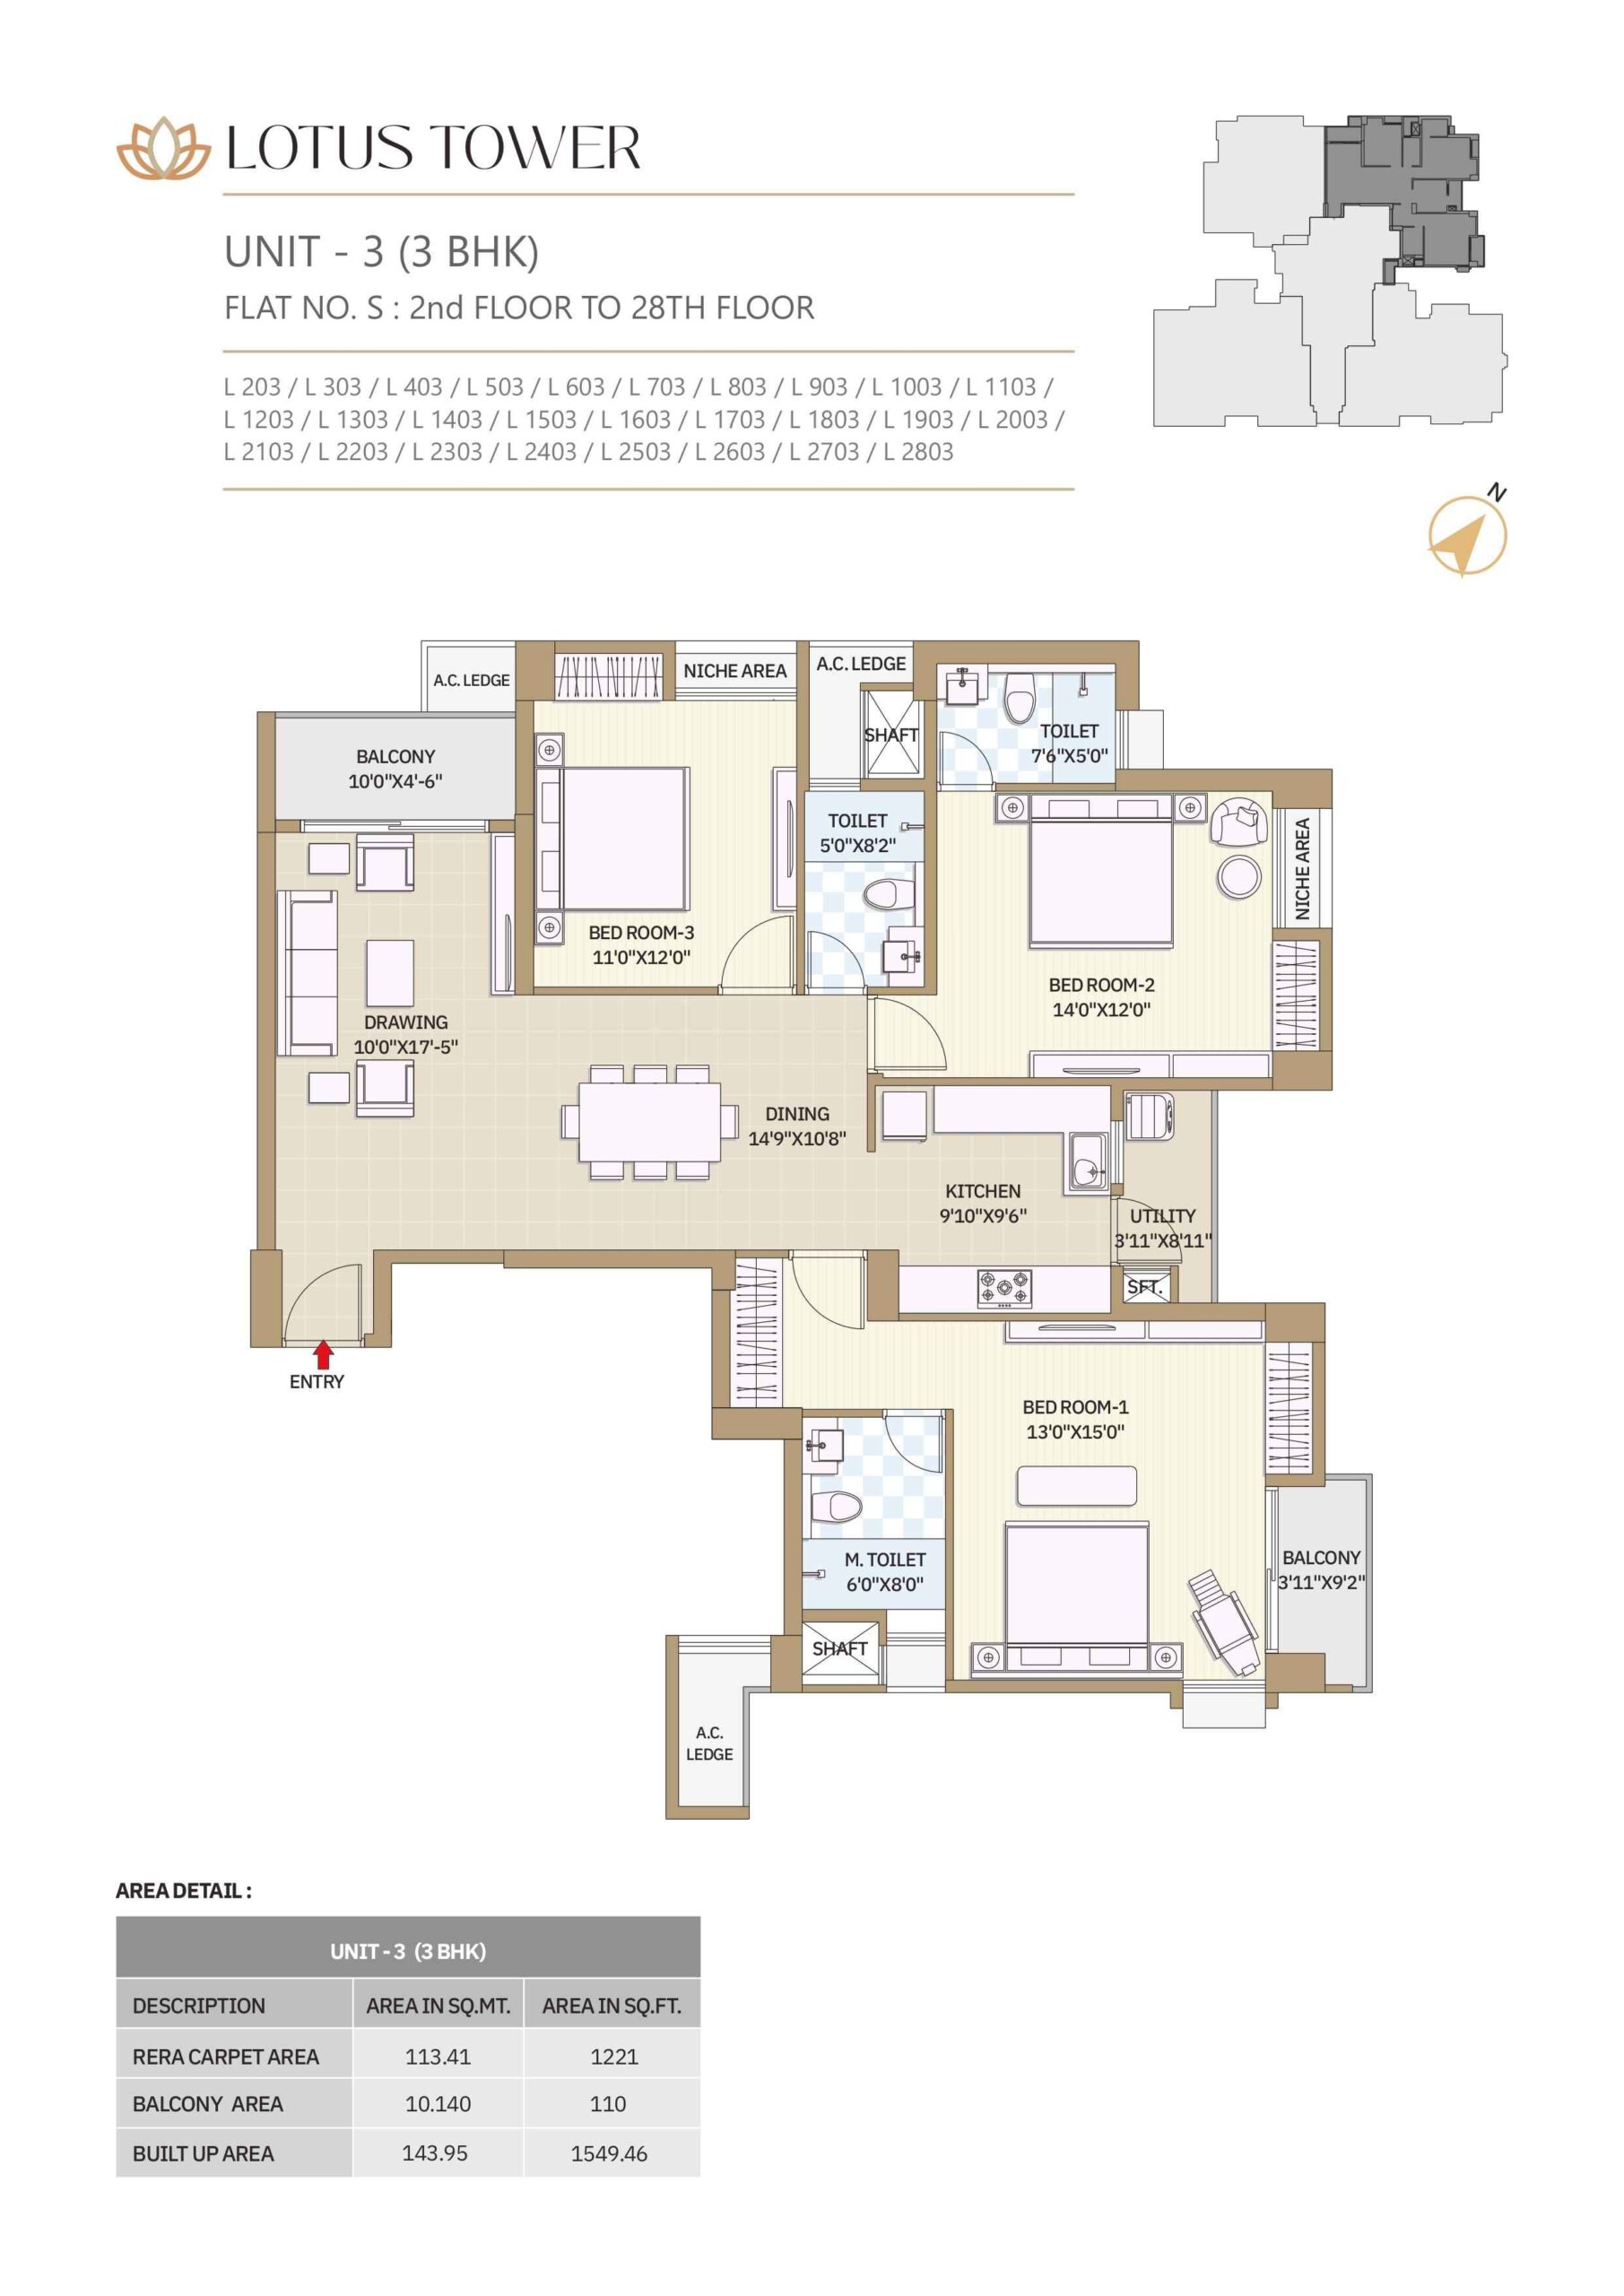 LOTUS TOWER
UNIT - 3 (3 BHK)
FLAT NO. S : 2nd FLOOR TO 28TH FLOOR
L 203 / L 303 / L 403 / L 503 / L 603 / L 703 / L 803 / L 903 / L 1003 / L 1103 /
L 1203 / L 1303 / L 1403 / L 1503 / L 1603 / L 1703 / L 1803 / L 1903 / L 2003 /
L 2103 / L 2203 / L 2303 / L 2403 / L 2503 / L 2603 / L 2703 / L 2803
N
A.C. LEDGE
NICHE AREA
A.C. LEDGE
SHAFT
TOILET
7'6"X5'0"
BALCONY
10'0"X4'-6"
TOILET
5'0"X8'2"
NICHE AREA
BED ROOM-3
11'0"X12'0"
BED ROOM-2
14'0"X12'0"
DRAWING
10'0"X17'-5"
DINING
14'9"X10'8"
KITCHEN
9'10"X9'6"
UTILITY
3'11"X8'11"
SFT.
ENTRY
BED ROOM-1
13'0"X15'0"
M. TOILET
6'0"X8'0"
BALCONY
3'11"X9'2"
SHAFT
A.C.
LEDGE
AREA DETAIL :
UNIT - 3 (3 BHK)
DESCRIPTION AREA IN SQ.MT. AREA IN SQ.FT.
RERA CARPET AREA 113.41 1221
BALCONY AREA 10.140 110
BUILT UP AREA 143.95 1549.46